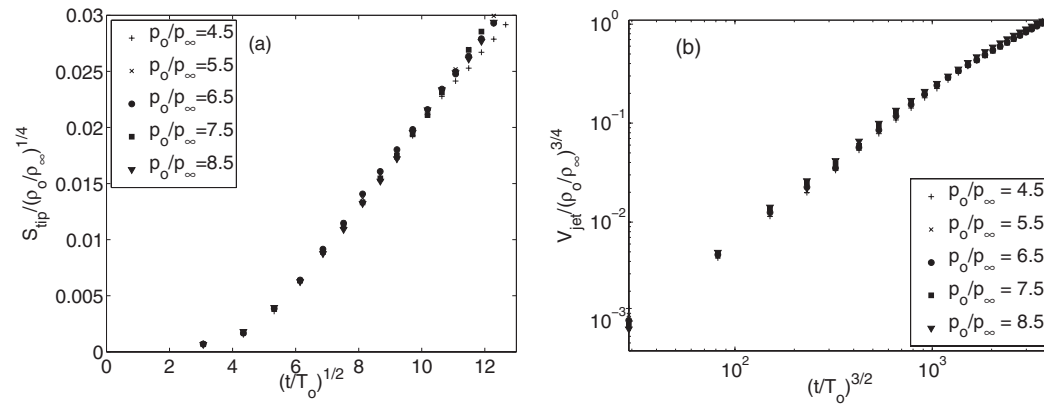 0.03
0.025
0.02
0.015
0.01
0.005
0
0 2 4 6 8 10 12
S_tip/(ρ_o/ρ_∞)^1/4
(t/T_o)^1/2
(a)
+ p_o/p_∞=4.5
× p_o/p_∞=5.5
● p_o/p_∞=6.5
■ p_o/p_∞=7.5
▼ p_o/p_∞=8.5
10^0
10^-1
10^-2
10^-3
10^2 10^3
V_jet/(ρ_o/ρ_∞)^3/4
(t/T_o)^3/2
(b)
+ p_o/p_∞ = 4.5
× p_o/p_∞ = 5.5
● p_o/p_∞ = 6.5
■ p_o/p_∞ = 7.5
▼ p_o/p_∞ = 8.5